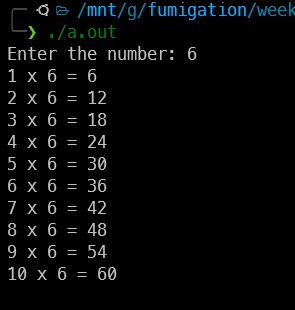 /mnt/g/fumigation/week
❯ ./a.out
Enter the number: 6
1 x 6 = 6
2 x 6 = 12
3 x 6 = 18
4 x 6 = 24
5 x 6 = 30
6 x 6 = 36
7 x 6 = 42
8 x 6 = 48
9 x 6 = 54
10 x 6 = 60